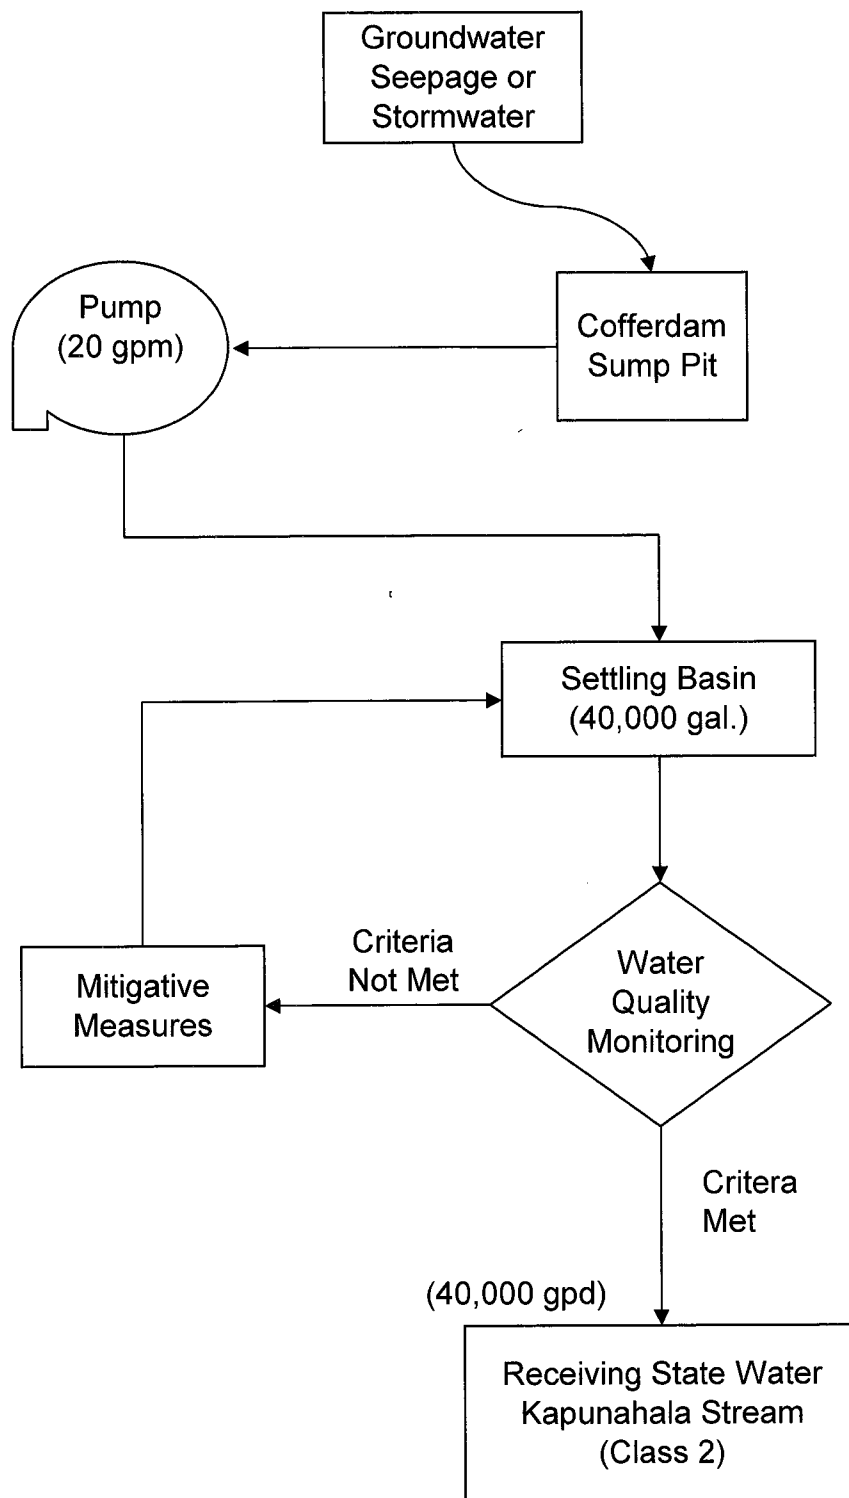 Groundwater
Seepage or
Stormwater
Pump
(20 gpm)
Cofferdam
Sump Pit
Settling Basin
(40,000 gal.)
Criteria
Not Met
Mitigative
Measures
Water
Quality
Monitoring
Critera
Met
(40,000 gpd)
Receiving State Water
Kapunahala Stream
(Class 2)